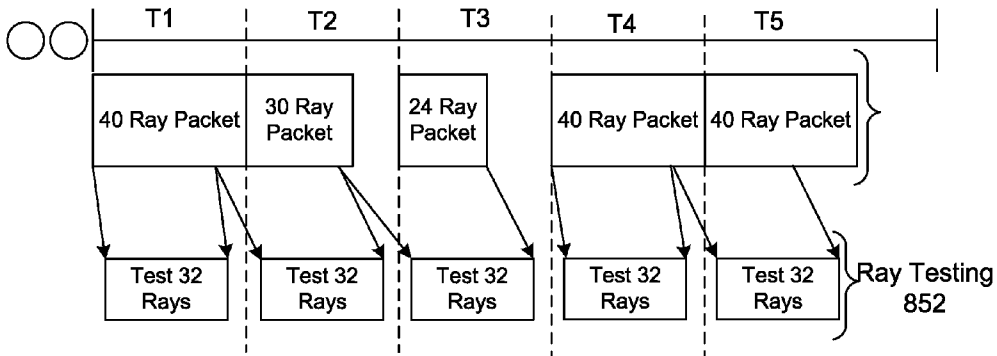 T1 T2 T3 T4 T5
40 Ray Packet
30 Ray
Packet
24 Ray
Packet
40 Ray Packet
40 Ray Packet
Test 32
Rays
Test 32
Rays
Test 32
Rays
Test 32
Rays
Test 32
Rays
Ray Testing
852